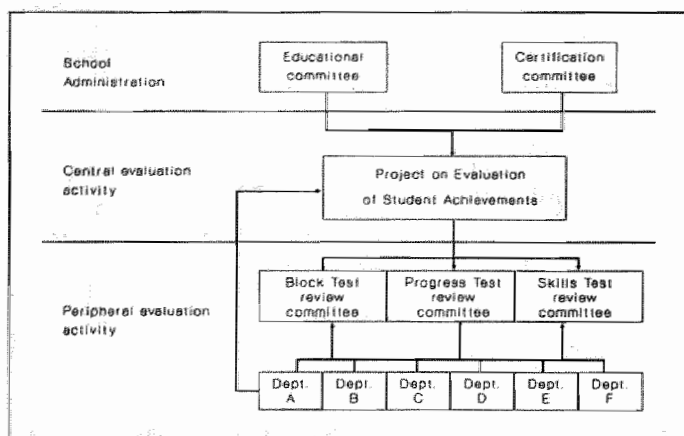 School
Administration
Educational
committee
Certification
committee
Central evaluation
activity
Project on Evaluation
of Student Achievements
Peripheral evaluation
activity
Block Test
review
committee
Progress Test
review
committee
Skills Test
review
committee
Dept.
A
Dept.
B
Dept.
C
Dept.
D
Dept.
E
Dept.
F